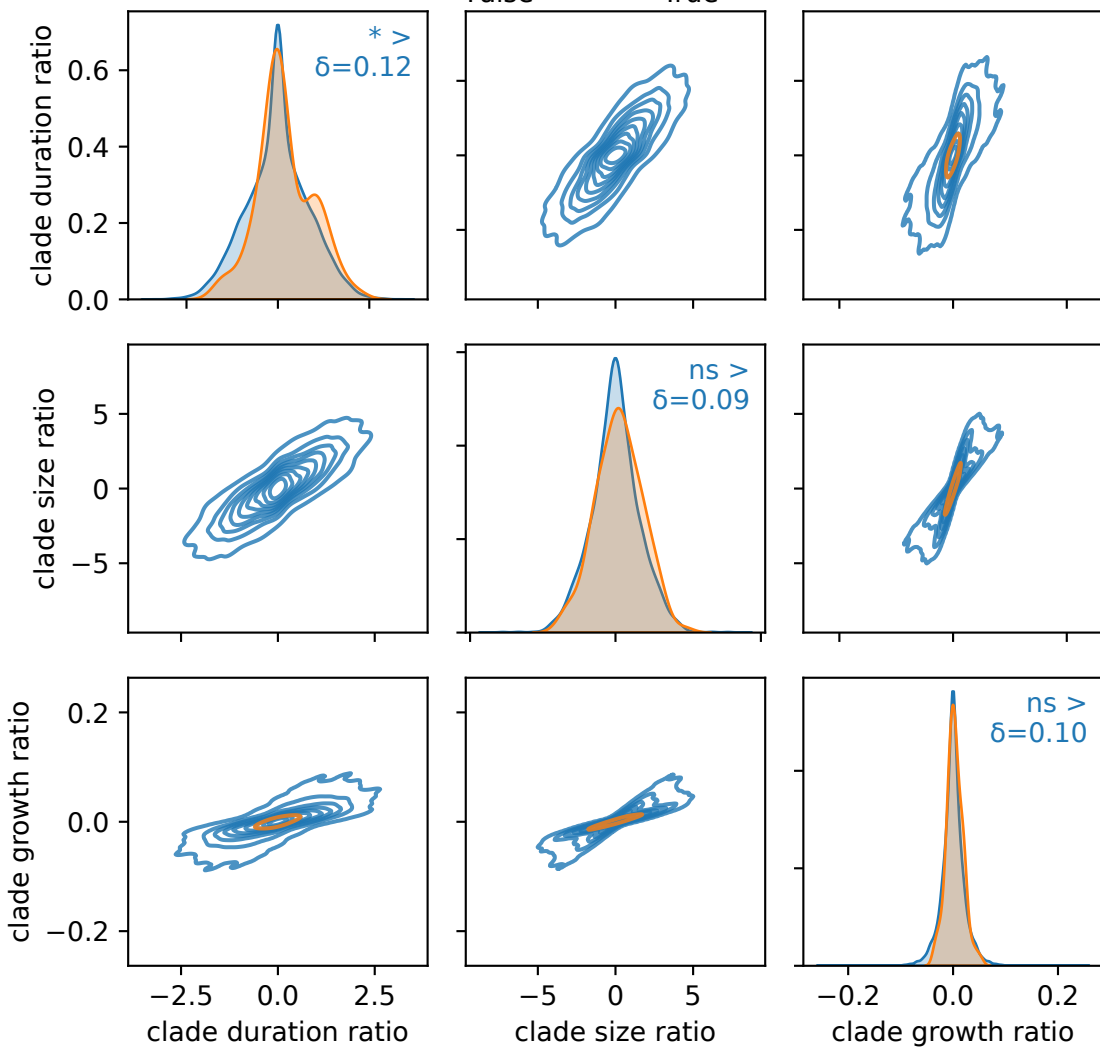 * >
δ=0.12
clade duration ratio
0.6
0.4
0.2
0.0
ns >
δ=0.09
clade size ratio
5
0
−5
ns >
δ=0.10
clade growth ratio
0.2
0.0
−0.2
−2.5 0.0 2.5
−5 0 5
−0.2 0.0 0.2
clade duration ratio
clade size ratio
clade growth ratio